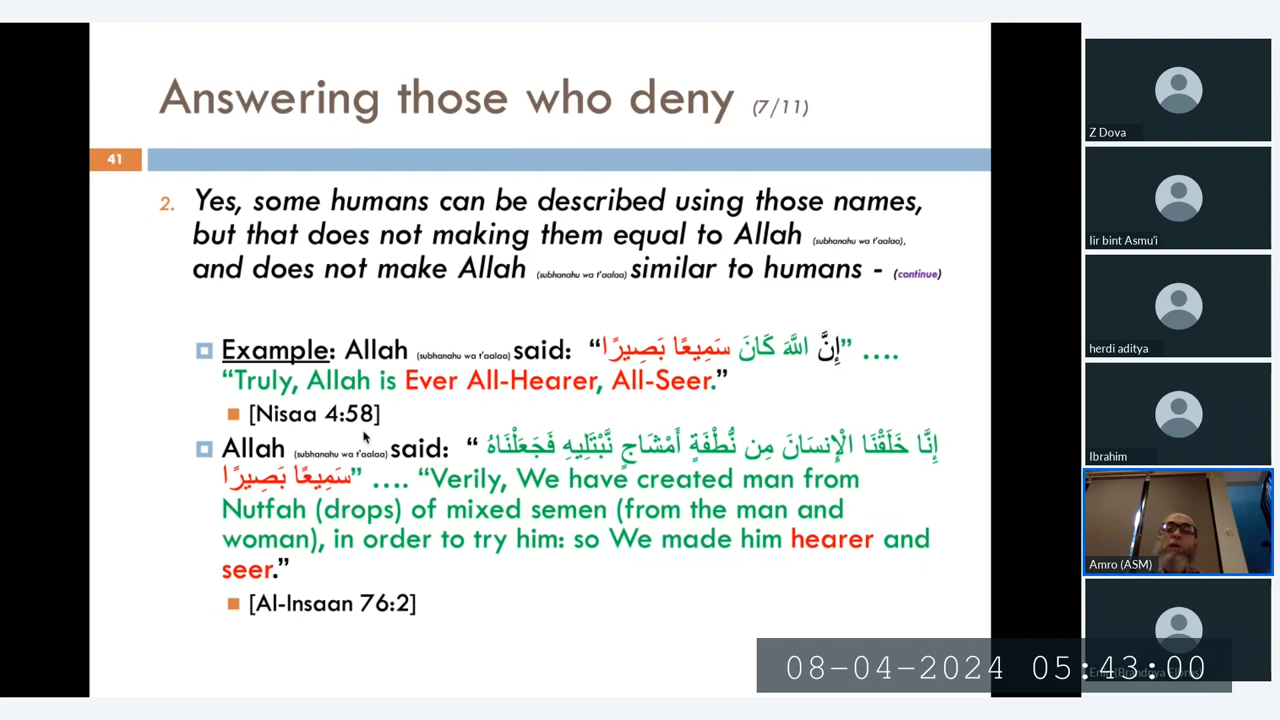 Answering those who deny (7/11)
41
2. Yes, some humans can be described using those names,
but that does not making them equal to Allah (subhanahu wa t'aalaa),
and does not make Allah (subhanahu wa t'aalaa) similar to humans - (continue)
Example: Allah (subhanahu wa t'aalaa) said: “إِنَّ اللَّهَ كَانَ سَمِيعًا بَصِيرًا” ....
“Truly, Allah is Ever All-Hearer, All-Seer.”
[Nisaa 4:58]
Allah (subhanahu wa t'aalaa) said: “إِنَّا خَلَقْنَا الْإِنسَانَ مِن نُّطْفَةٍ أَمْشَاجٍ نَّبْتَلِيهِ فَجَعَلْنَاهُ
سَمِيعًا بَصِيرًا” .... “Verily, We have created man from
Nutfah (drops) of mixed semen (from the man and
woman), in order to try him: so We made him hearer and
seer.”
[Al-Insaan 76:2]
Z Dova
Iir bint Asmu'i
herdi aditya
Ibrahim
Amro (ASM)
08-04-2024 05:43:00